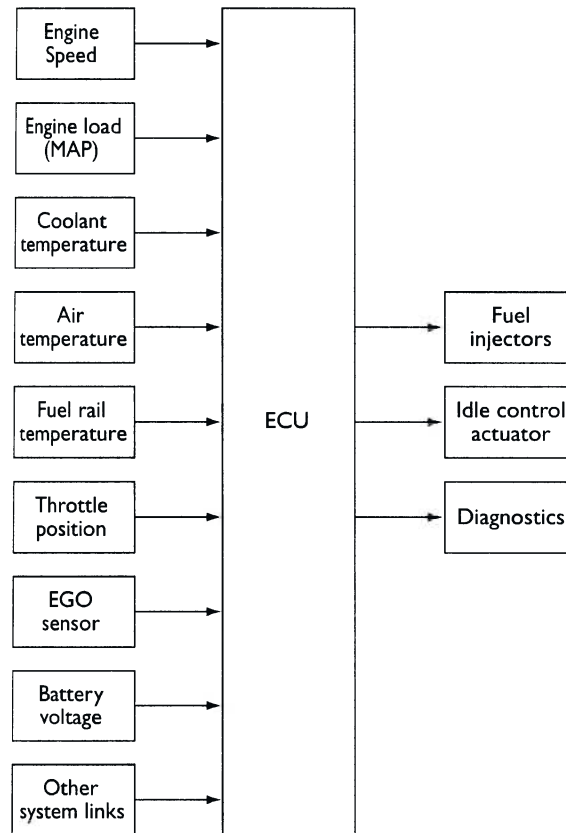 Engine
Speed
Engine load
(MAP)
Coolant
temperature
Air
temperature
Fuel rail
temperature
Throttle
position
EGO
sensor
Battery
voltage
Other
system links
ECU
Fuel
injectors
Idle control
actuator
Diagnostics